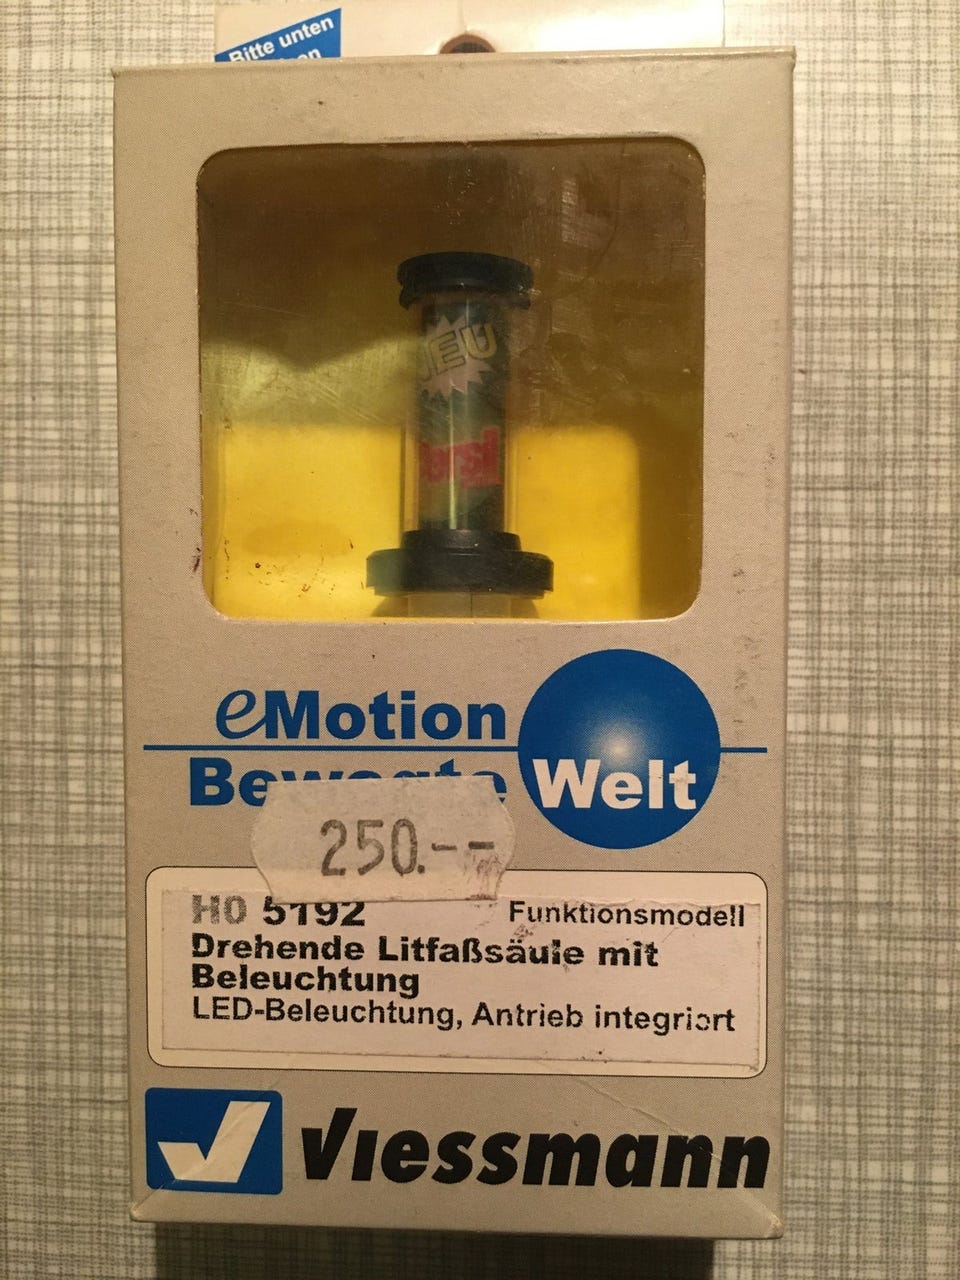 Bitte unten
NEU
Persil
eMotion
Bewegte Welt
250.--
H0 5192 Funktionsmodell
Drehende Litfaßsäule mit
Beleuchtung
LED-Beleuchtung, Antrieb integriert
Viessmann